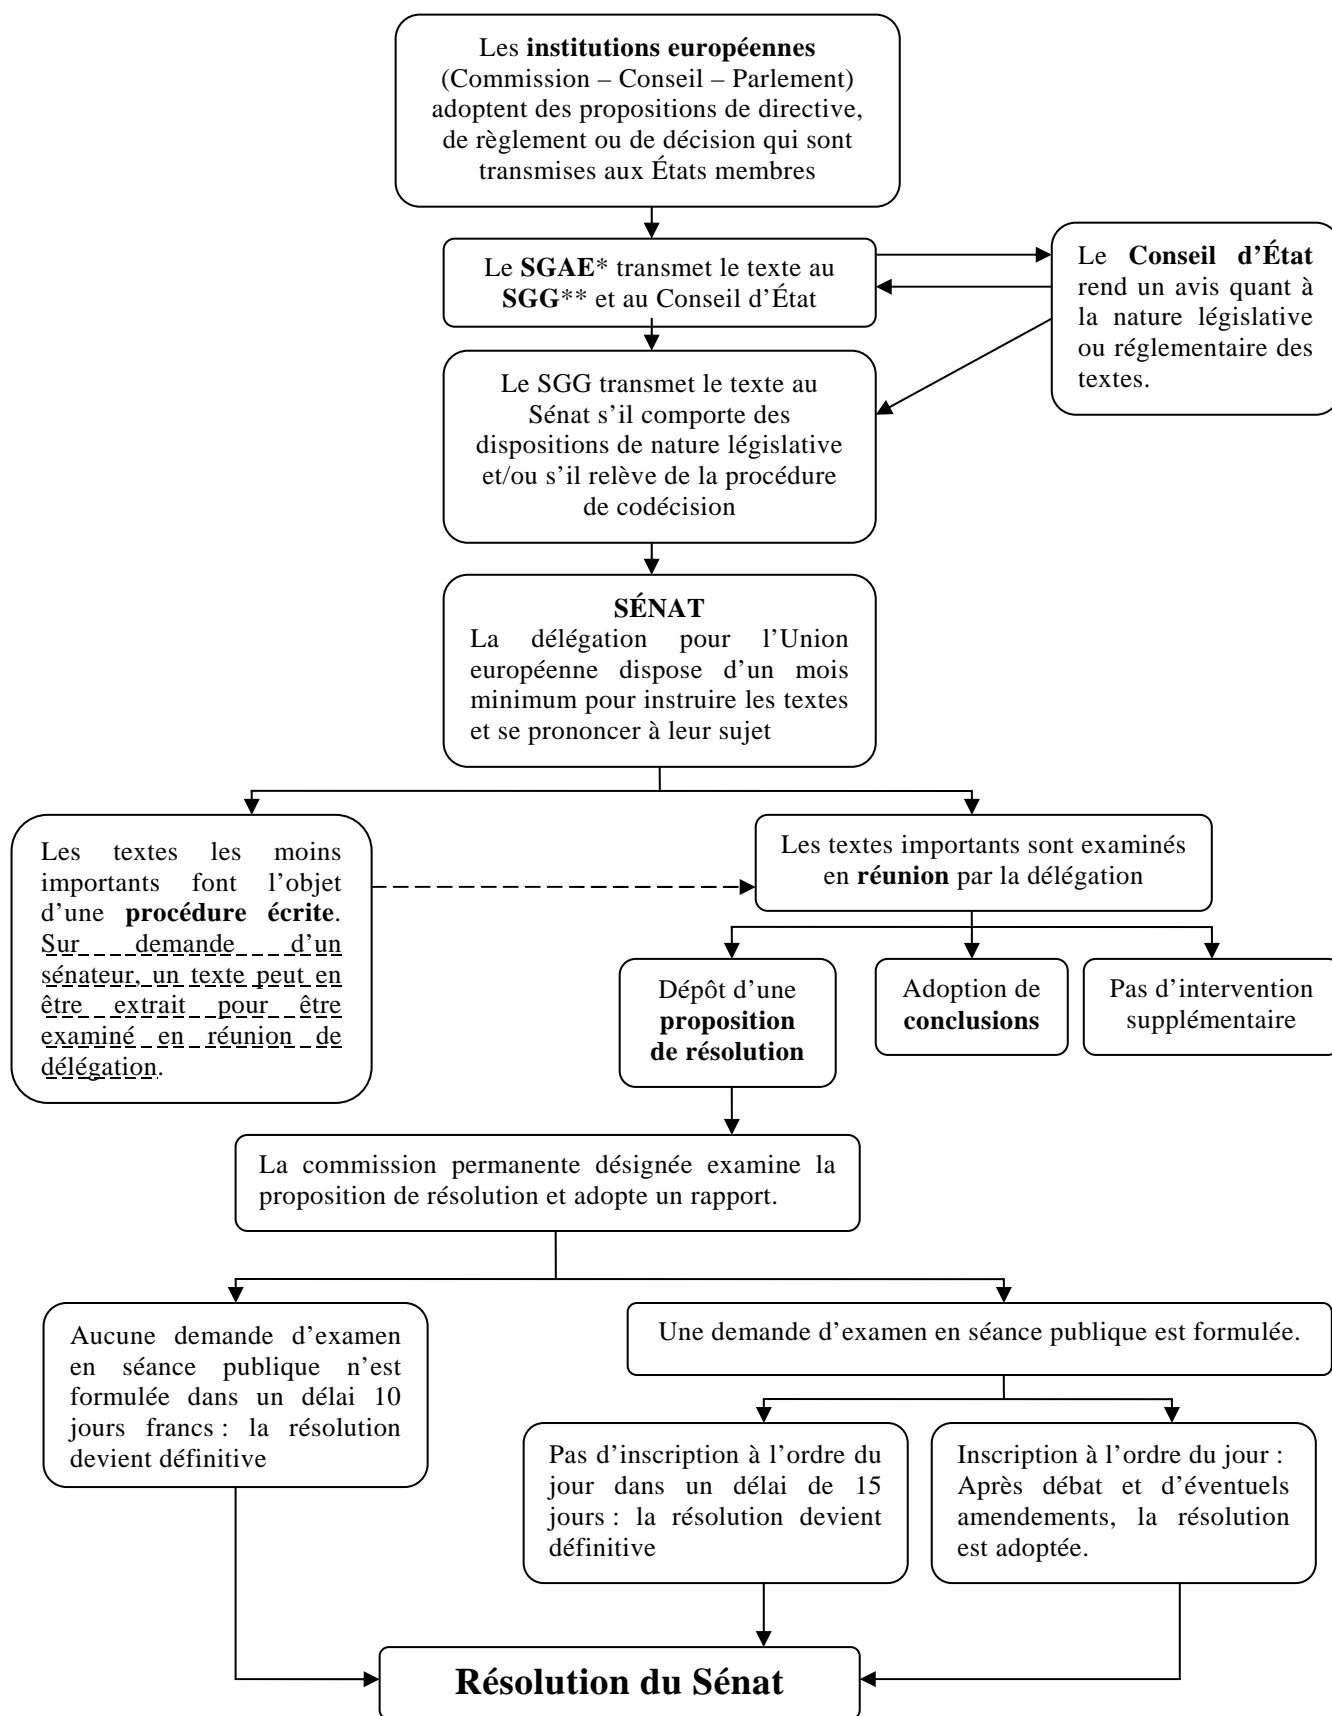 Les institutions européennes
(Commission – Conseil – Parlement)
adoptent des propositions de directive,
de règlement ou de décision qui sont
transmises aux États membres
Le SGAE* transmet le texte au
SGG** et au Conseil d’État
Le Conseil d’État
rend un avis quant à
la nature législative
ou réglementaire des
textes.
Le SGG transmet le texte au
Sénat s’il comporte des
dispositions de nature législative
et/ou s’il relève de la procédure
de codécision
SÉNAT
La délégation pour l’Union
européenne dispose d’un mois
minimum pour instruire les textes
et se prononcer à leur sujet
Les textes les moins
importants font l’objet
d’une procédure écrite.
Sur demande d’un
sénateur, un texte peut en
être extrait pour être
examiné en réunion de
délégation.
Les textes importants sont examinés
en réunion par la délégation
Dépôt d’une
proposition
de résolution
Adoption de
conclusions
Pas d’intervention
supplémentaire
La commission permanente désignée examine la
proposition de résolution et adopte un rapport.
Aucune demande d’examen
en séance publique n’est
formulée dans un délai 10
jours francs : la résolution
devient définitive
Une demande d’examen en séance publique est formulée.
Pas d’inscription à l’ordre du
jour dans un délai de 15
jours : la résolution devient
définitive
Inscription à l’ordre du jour :
Après débat et d’éventuels
amendements, la résolution
est adoptée.
Résolution du Sénat